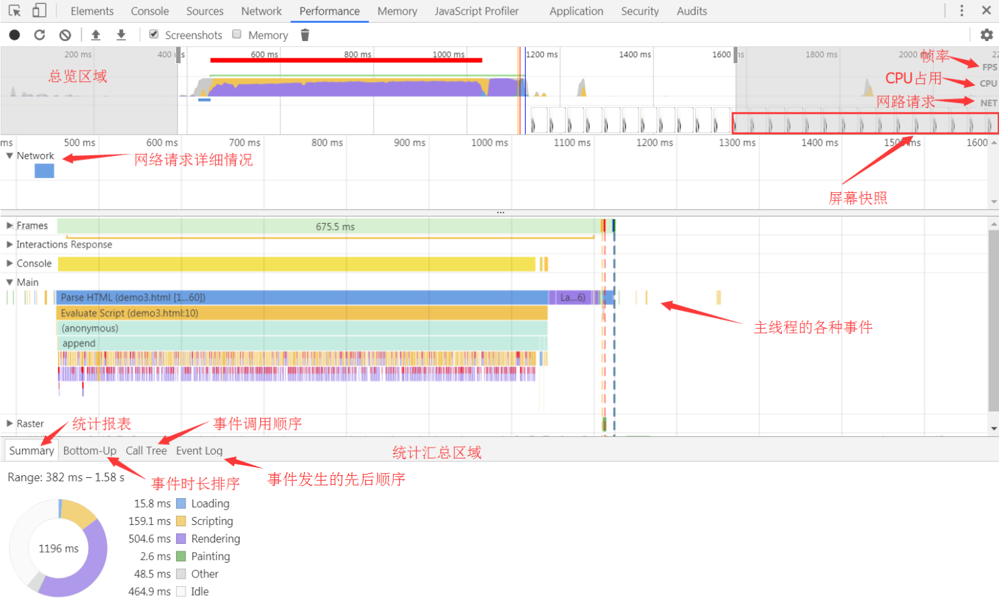 Elements Console Sources Network Performance Memory JavaScript Profiler Application Security Audits
Screenshots Memory
200 ms 400 ms 600 ms 800 ms 1000 ms 1200 ms 1400 ms 1600 ms 1800 ms 2000 ms 22
帧率
FPS
总览区域
CPU占用
CPU
网路请求
NET
ms 500 ms 600 ms 700 ms 800 ms 900 ms 1000 ms 1100 ms 1200 ms 1300 ms 1400 ms 1500 ms 1600
Network
网络请求详细情况
屏幕快照
Frames 675.5 ms
Interactions Response
Console
Main
Parse HTML (demo3.html [1...60]) La...6)
Evaluate Script (demo3.html:10)
(anonymous)
主线程的各种事件
append
Raster
统计报表 事件调用顺序
Summary Bottom-Up Call Tree Event Log
统计汇总区域
Range: 382 ms – 1.58 s
事件时长排序
事件发生的先后顺序
15.8 ms Loading
159.1 ms Scripting
504.6 ms Rendering
1196 ms
2.6 ms Painting
48.5 ms Other
464.9 ms Idle